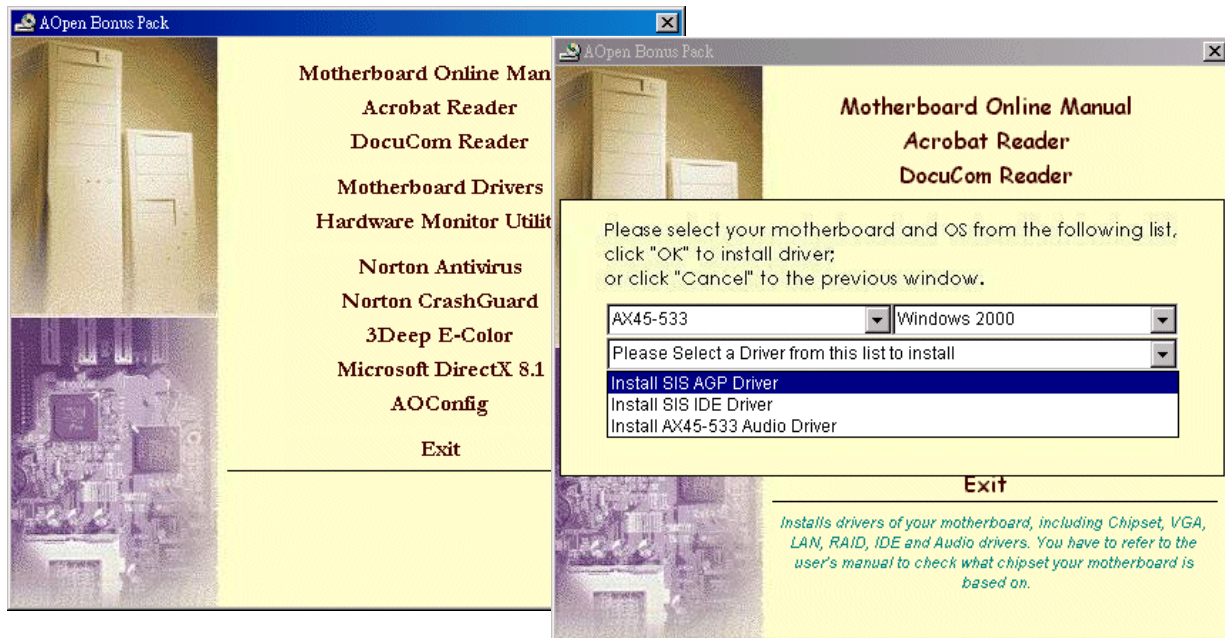 AOpen Bonus Pack
Motherboard Online Man
Acrobat Reader
DocuCom Reader
Motherboard Drivers
Hardware Monitor Utilit
Norton Antivirus
Norton CrashGuard
3Deep E-Color
Microsoft DirectX 8.1
AOConfig
Exit
AOpen Bonus Pack
Motherboard Online Manual
Acrobat Reader
DocuCom Reader
Please select your motherboard and OS from the following list,
click "OK" to install driver;
or click "Cancel" to the previous window.
AX45-533 Windows 2000
Please Select a Driver from this list to install
Install SIS AGP Driver
Install SIS IDE Driver
Install AX45-533 Audio Driver
Exit
Installs drivers of your motherboard, including Chipset, VGA,
LAN, RAID, IDE and Audio drivers. You have to refer to the
user's manual to check what chipset your motherboard is
based on.